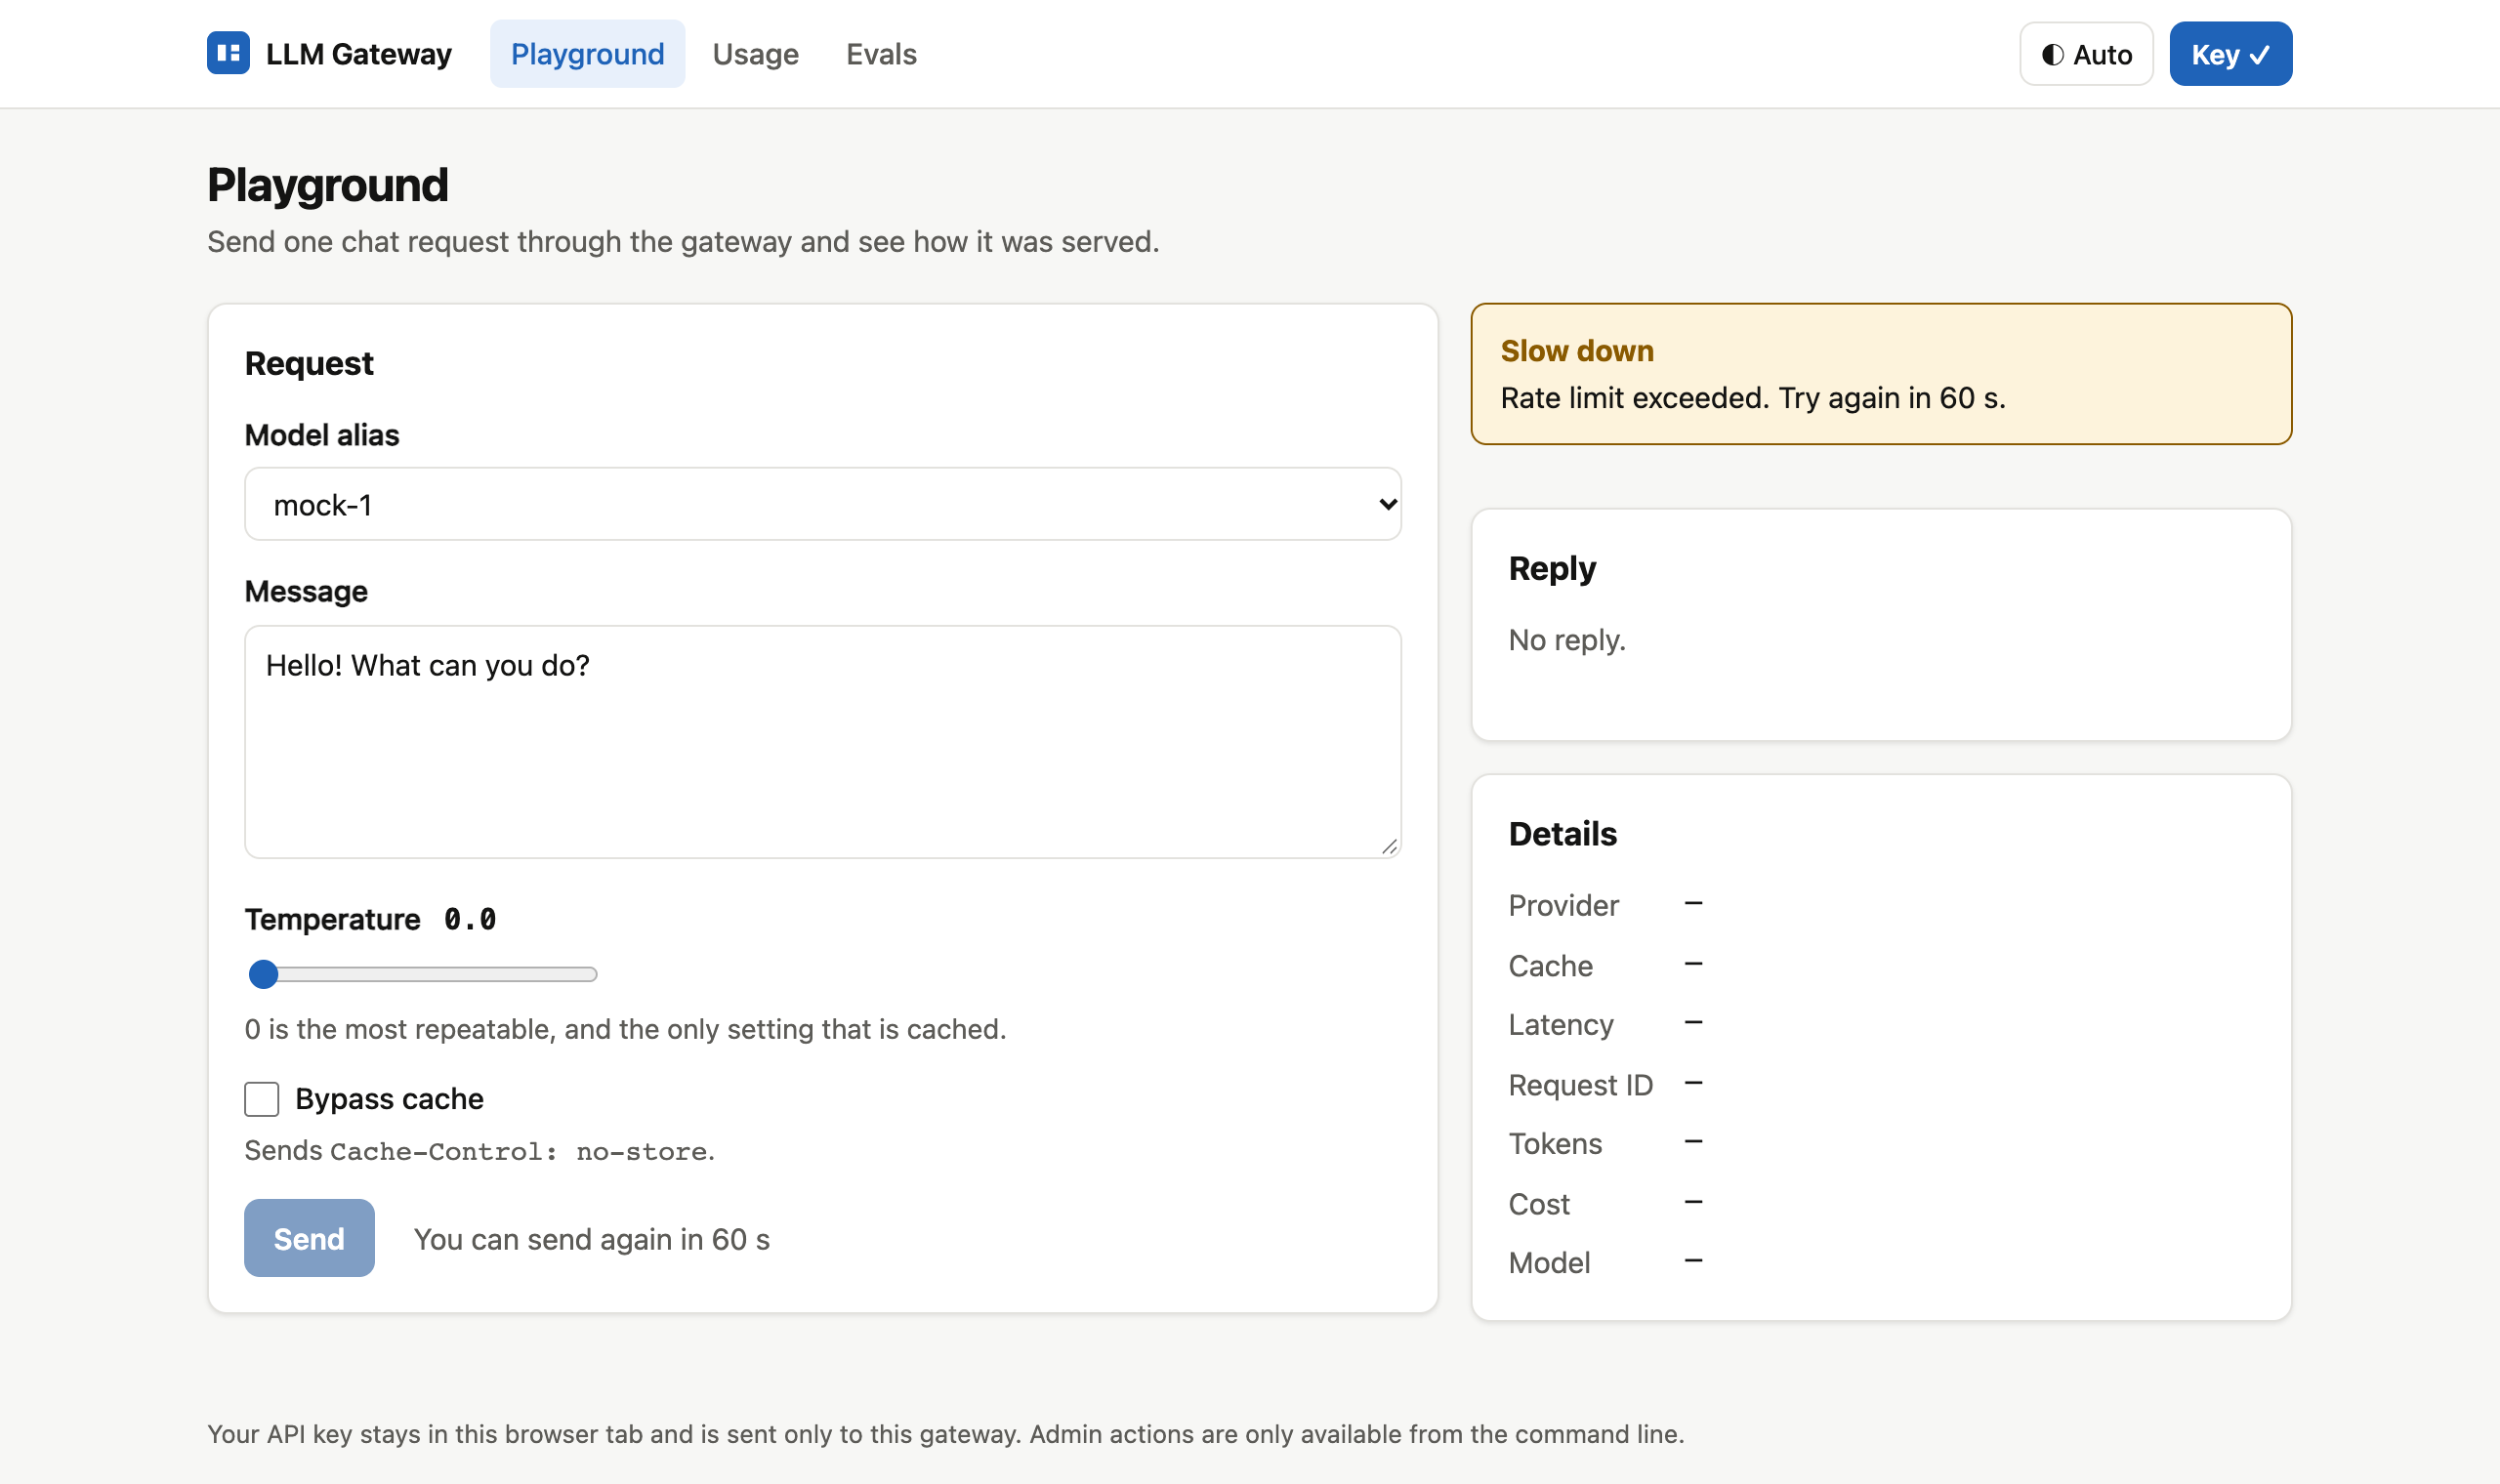 LLM Gateway
Playground
Usage
Evals
Auto
Key ✓
Playground
Send one chat request through the gateway and see how it was served.
Request
Model alias
mock-1
Message
Hello! What can you do?
Temperature 0.0
0 is the most repeatable, and the only setting that is cached.
Bypass cache
Sends Cache-Control: no-store.
Send
You can send again in 60 s
Slow down
Rate limit exceeded. Try again in 60 s.
Reply
No reply.
Details
Provider –
Cache –
Latency –
Request ID –
Tokens –
Cost –
Model –
Your API key stays in this browser tab and is sent only to this gateway. Admin actions are only available from the command line.